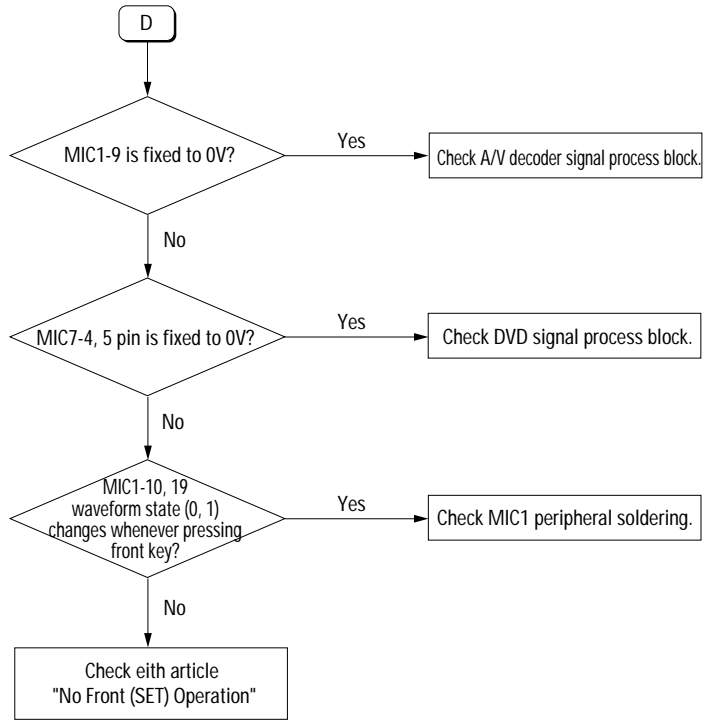 D
MIC1-9 is fixed to 0V?
Yes
Check A/V decoder signal process block.
No
MIC7-4, 5 pin is fixed to 0V?
Yes
Check DVD signal process block.
No
MIC1-10, 19
waveform state (0, 1)
changes whenever pressing
front key?
Yes
Check MIC1 peripheral soldering.
No
Check eith article
"No Front (SET) Operation"